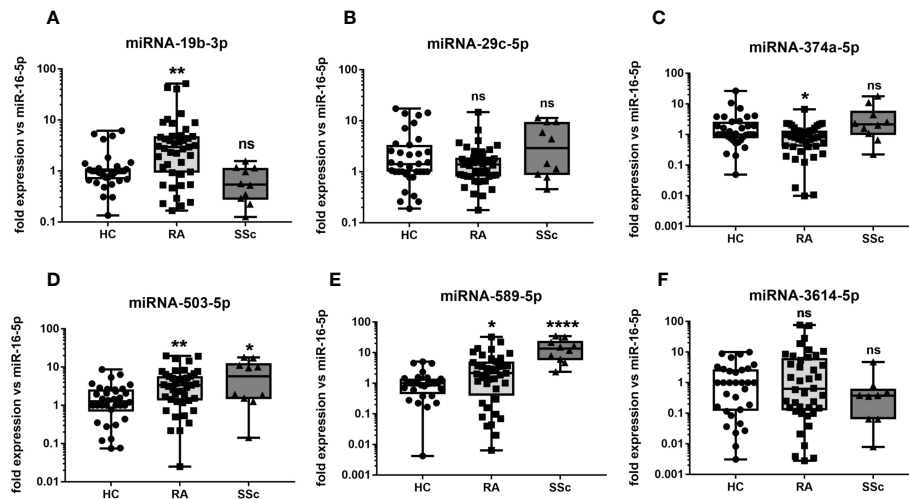 A
miRNA-19b-3p
fold expression vs miR-16-5p
100
10
1
0.1
**
ns
HC
RA
SSc
B
miRNA-29c-5p
fold expression vs miR-16-5p
100
10
1
0.1
ns
ns
HC
RA
SSc
C
miRNA-374a-5p
fold expression vs miR-16-5p
100
10
1
0.1
0.01
0.001
*
ns
HC
RA
SSc
D
miRNA-503-5p
fold expression vs miR-16-5p
100
10
1
0.1
0.01
**
*
HC
RA
SSc
E
miRNA-589-5p
fold expression vs miR-16-5p
100
10
1
0.1
0.01
0.001
*
****
HC
RA
SSc
F
miRNA-3614-5p
fold expression vs miR-16-5p
100
10
1
0.1
0.01
0.001
ns
ns
HC
RA
SSc